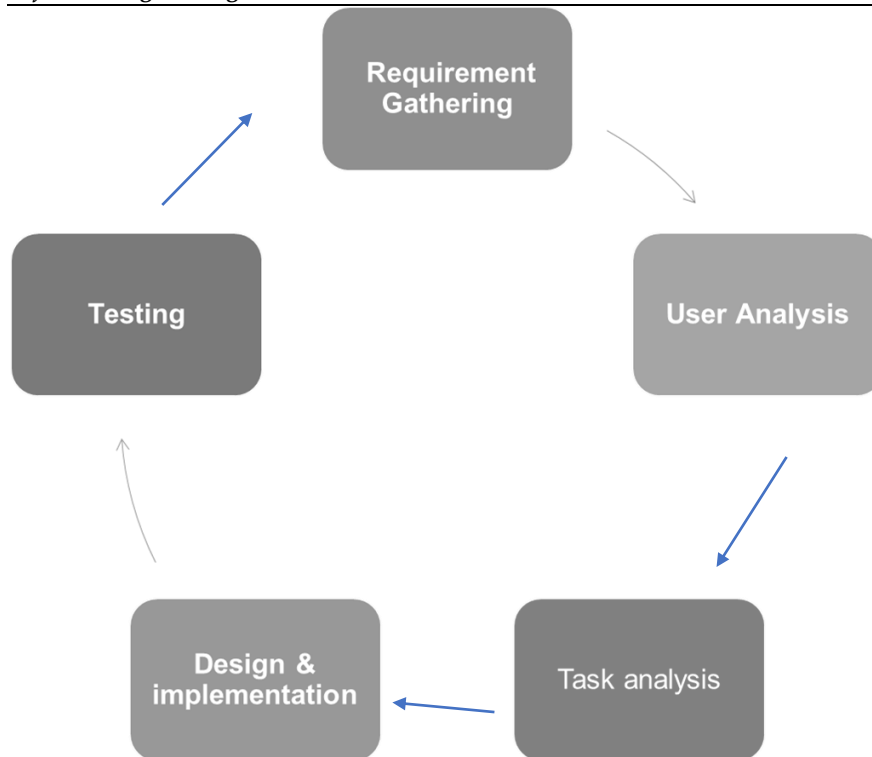 Requirement
Gathering
User Analysis
Task analysis
Design &
implementation
Testing